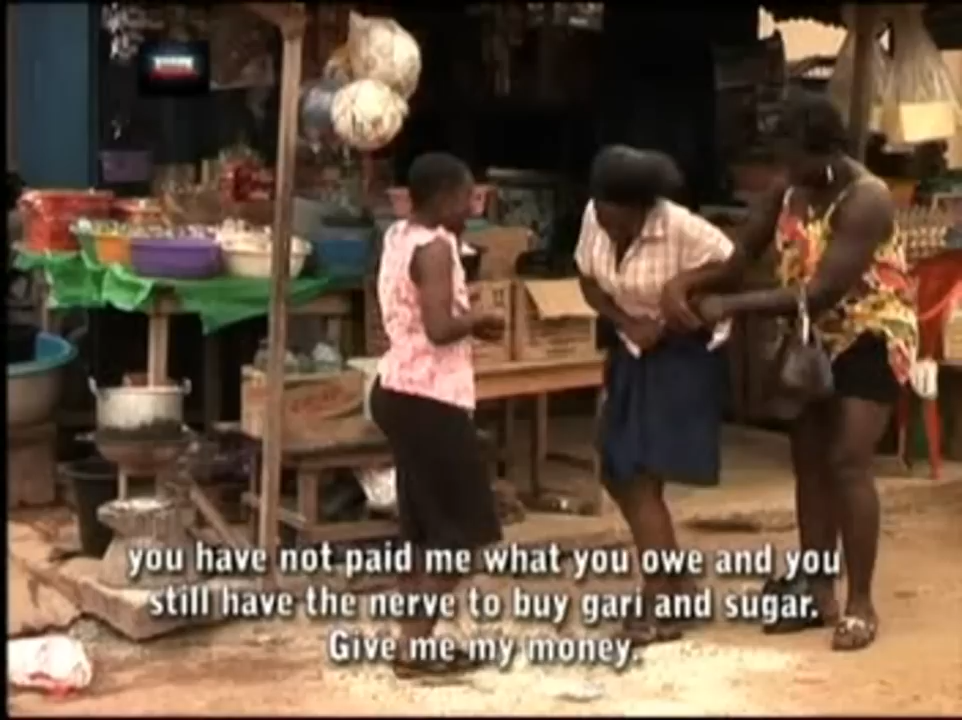 you have not paid me what you owe and you
still have the nerve to buy gari and sugar.
Give me my money.